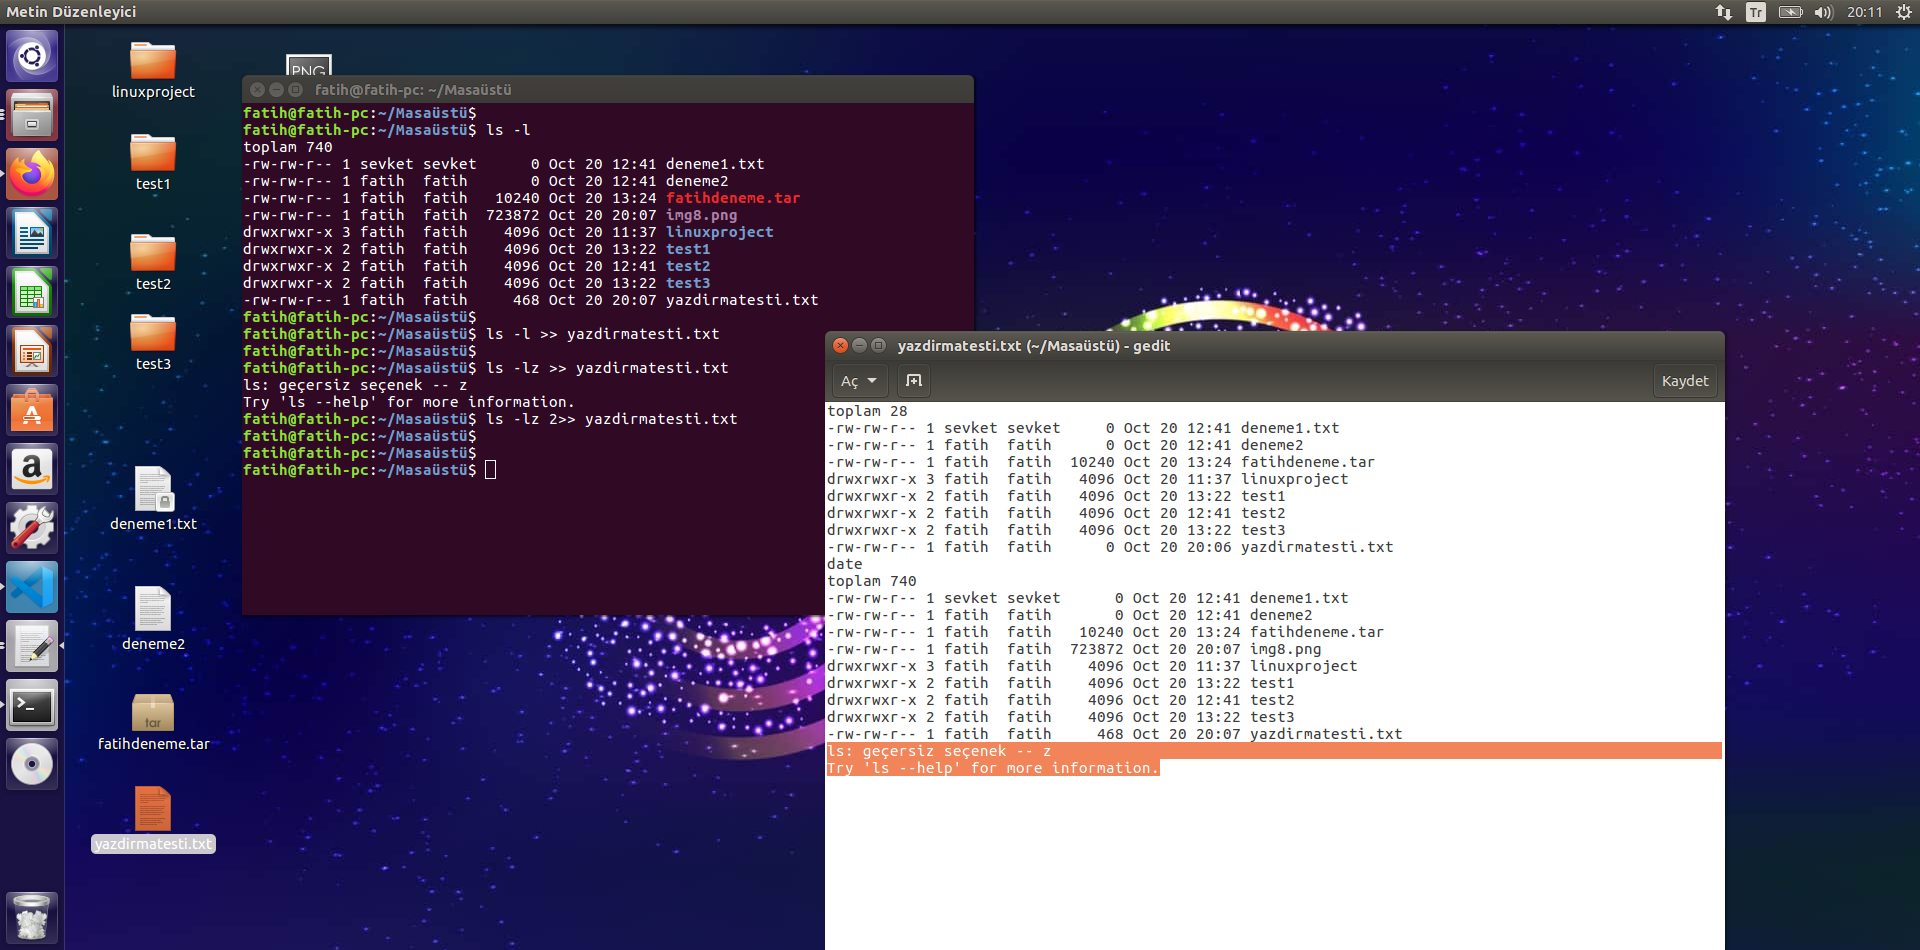 Metin Düzenleyici
Tr
20:11
linuxproject
test1
test2
test3
deneme1.txt
deneme2
tar
fatihdeneme.tar
yazdirmatesti.txt
PNG
fatih@fatih-pc: ~/Masaüstü
fatih@fatih-pc:~/Masaüstü$
fatih@fatih-pc:~/Masaüstü$ ls -l
toplam 740
-rw-rw-r-- 1 sevket sevket      0 Oct 20 12:41 deneme1.txt
-rw-rw-r-- 1 fatih  fatih       0 Oct 20 12:41 deneme2
-rw-rw-r-- 1 fatih  fatih   10240 Oct 20 13:24 fatihdeneme.tar
-rw-rw-r-- 1 fatih  fatih  723872 Oct 20 20:07 img8.png
drwxrwxr-x 3 fatih  fatih    4096 Oct 20 11:37 linuxproject
drwxrwxr-x 2 fatih  fatih    4096 Oct 20 13:22 test1
drwxrwxr-x 2 fatih  fatih    4096 Oct 20 12:41 test2
drwxrwxr-x 2 fatih  fatih    4096 Oct 20 13:22 test3
-rw-rw-r-- 1 fatih  fatih     468 Oct 20 20:07 yazdirmatesti.txt
fatih@fatih-pc:~/Masaüstü$
fatih@fatih-pc:~/Masaüstü$ ls -l >> yazdirmatesti.txt
fatih@fatih-pc:~/Masaüstü$
fatih@fatih-pc:~/Masaüstü$ ls -lz >> yazdirmatesti.txt
ls: geçersiz seçenek -- z
Try 'ls --help' for more information.
fatih@fatih-pc:~/Masaüstü$ ls -lz 2>> yazdirmatesti.txt
fatih@fatih-pc:~/Masaüstü$
fatih@fatih-pc:~/Masaüstü$
fatih@fatih-pc:~/Masaüstü$
yazdirmatesti.txt (~/Masaüstü) - gedit
Aç
Kaydet
toplam 28
-rw-rw-r-- 1 sevket sevket     0 Oct 20 12:41 deneme1.txt
-rw-rw-r-- 1 fatih  fatih      0 Oct 20 12:41 deneme2
-rw-rw-r-- 1 fatih  fatih  10240 Oct 20 13:24 fatihdeneme.tar
drwxrwxr-x 3 fatih  fatih   4096 Oct 20 11:37 linuxproject
drwxrwxr-x 2 fatih  fatih   4096 Oct 20 13:22 test1
drwxrwxr-x 2 fatih  fatih   4096 Oct 20 12:41 test2
drwxrwxr-x 2 fatih  fatih   4096 Oct 20 13:22 test3
-rw-rw-r-- 1 fatih  fatih      0 Oct 20 20:06 yazdirmatesti.txt
date
toplam 740
-rw-rw-r-- 1 sevket sevket      0 Oct 20 12:41 deneme1.txt
-rw-rw-r-- 1 fatih  fatih       0 Oct 20 12:41 deneme2
-rw-rw-r-- 1 fatih  fatih   10240 Oct 20 13:24 fatihdeneme.tar
-rw-rw-r-- 1 fatih  fatih  723872 Oct 20 20:07 img8.png
drwxrwxr-x 3 fatih  fatih    4096 Oct 20 11:37 linuxproject
drwxrwxr-x 2 fatih  fatih    4096 Oct 20 13:22 test1
drwxrwxr-x 2 fatih  fatih    4096 Oct 20 12:41 test2
drwxrwxr-x 2 fatih  fatih    4096 Oct 20 13:22 test3
-rw-rw-r-- 1 fatih  fatih     468 Oct 20 20:07 yazdirmatesti.txt
ls: geçersiz seçenek -- z
Try 'ls --help' for more information.